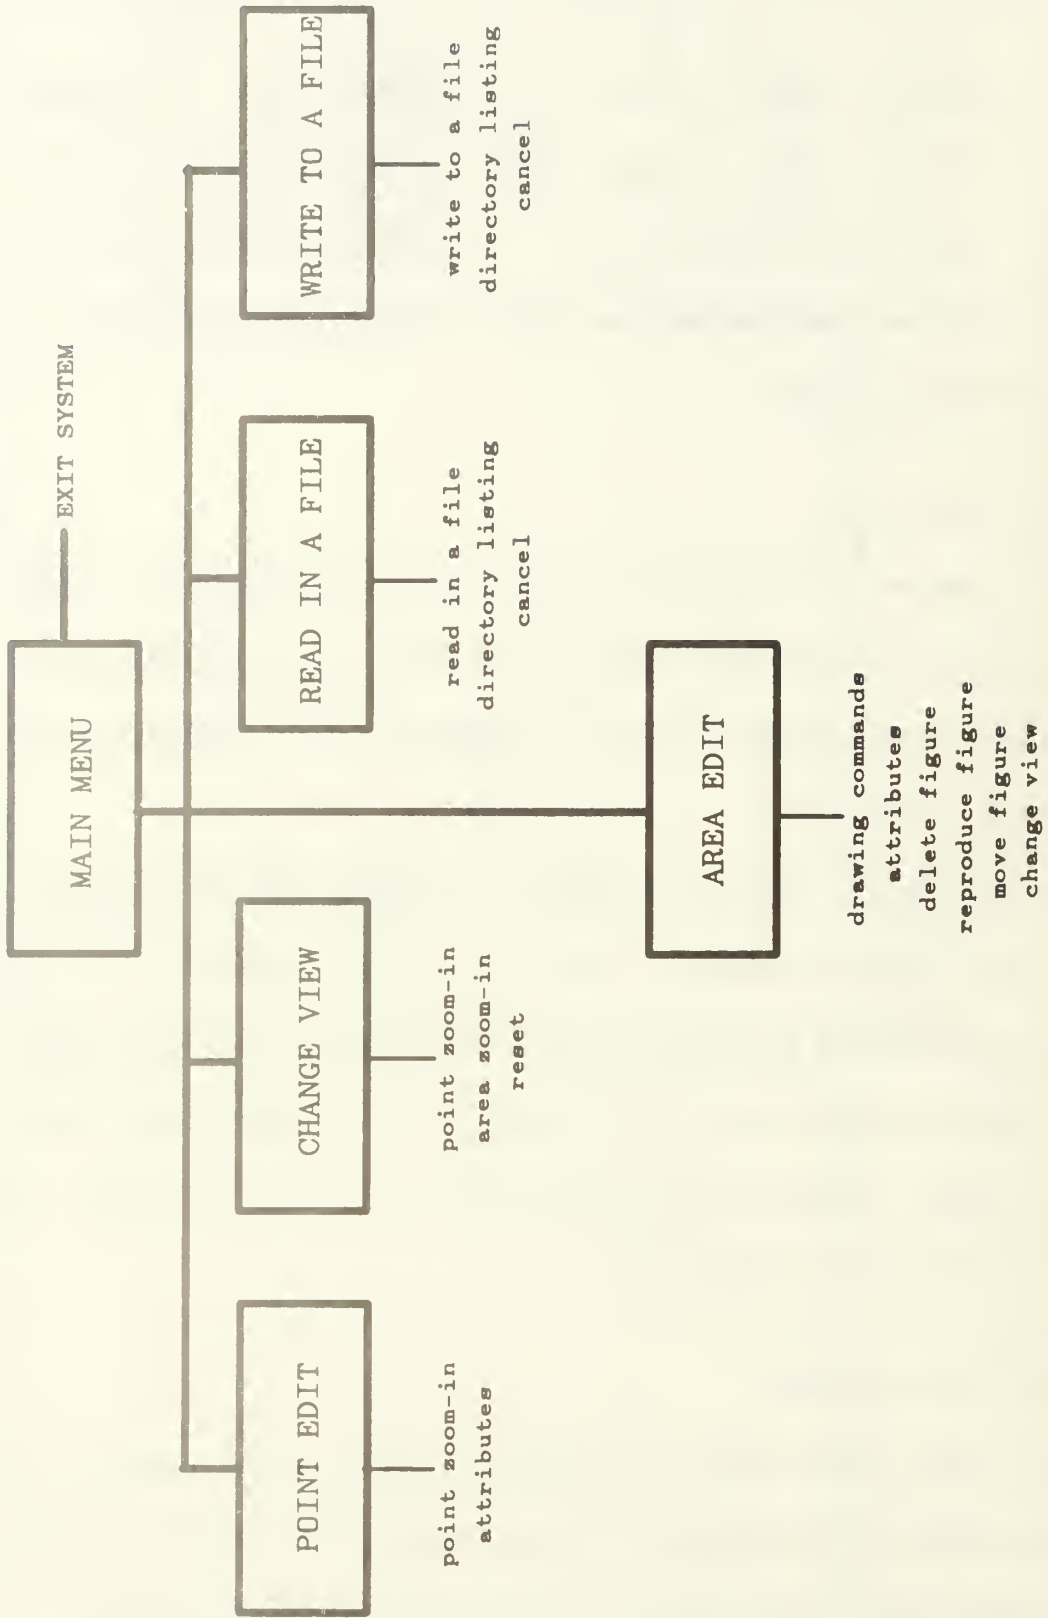 MAIN MENU
EXIT SYSTEM
POINT EDIT
point zoom-in
attributes
CHANGE VIEW
point zoom-in
area zoom-in
reset
READ IN A FILE
read in a file
directory listing
cancel
WRITE TO A FILE
write to a file
directory listing
cancel
AREA EDIT
drawing commands
attributes
delete figure
reproduce figure
move figure
change view